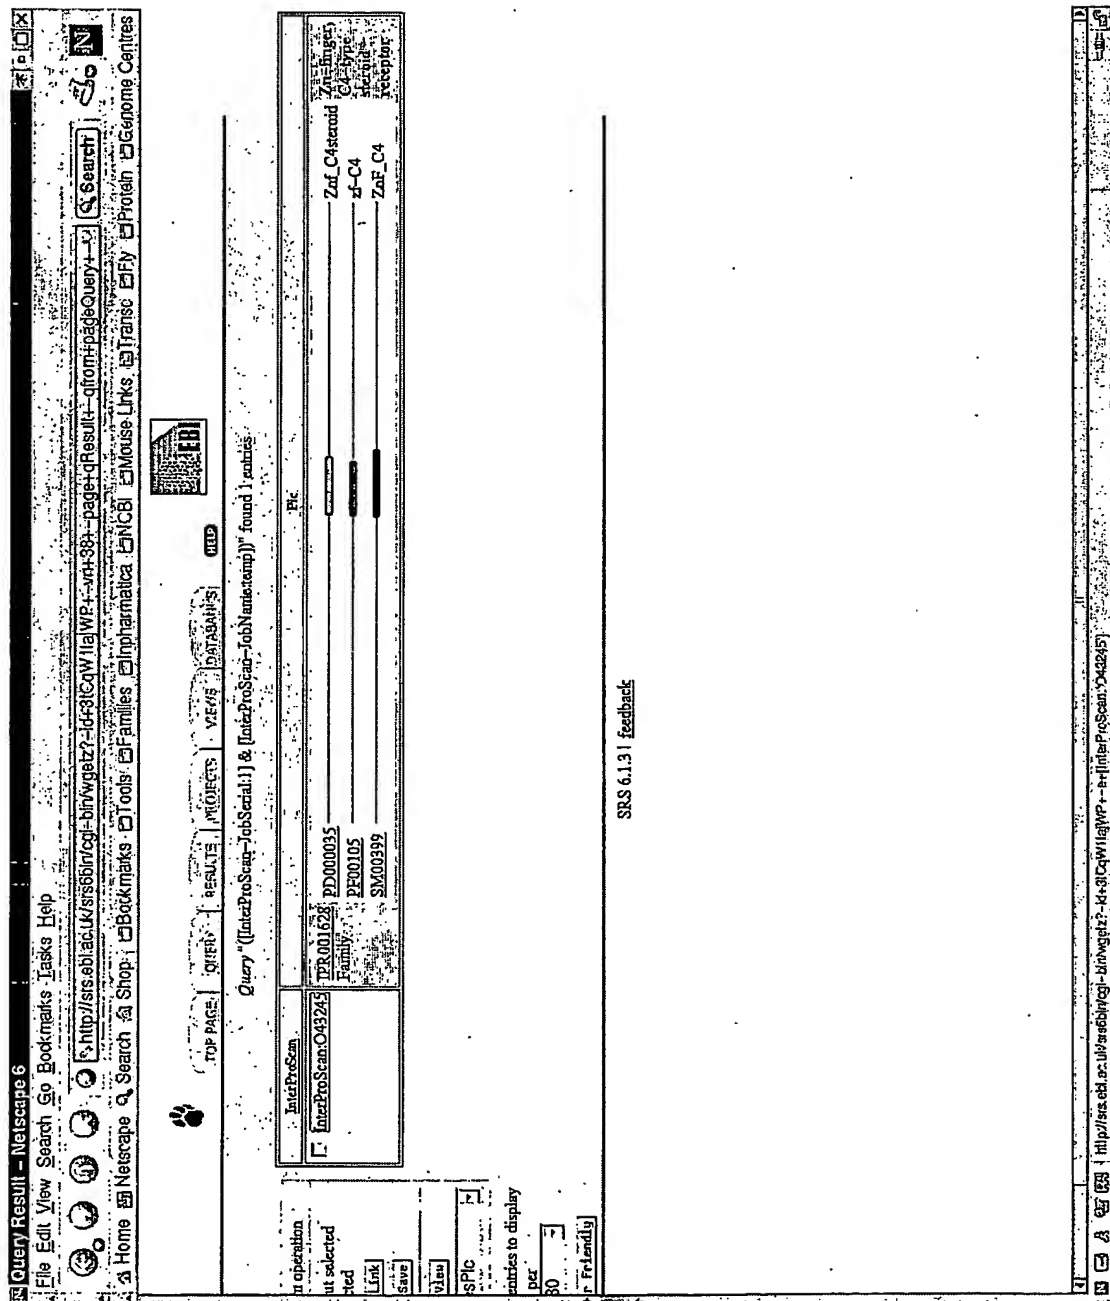 Query Result – Netscape 6
File Edit View Search Go Bookmarks Tasks Help
Search
Home Netscape Search Shop Bookmarks Tools Families Inpharmatica NCBI Mouse Links Transc Fly Protein Genome Centres
EBI
TOP PAGE QUERY RESULTS PROJECTS VIEWS DATABANKS HELP
Query "([InterProScan-JobSerial:1] & [InterProScan-JobName:temp])" found 1 entries
InterProScan Pic
InterProScan:O43245
IPR001628 Family
PD000035 Znf_C4steroid
PF00105 zf-C4
SM00399 ZnF_C4
Zn-finger, C4-type steroid receptor
n operation
ut selected
cted
Link
Save
View
sPic
entries to display
per
30
r Friendly
SRS 6.1.3 | feedback